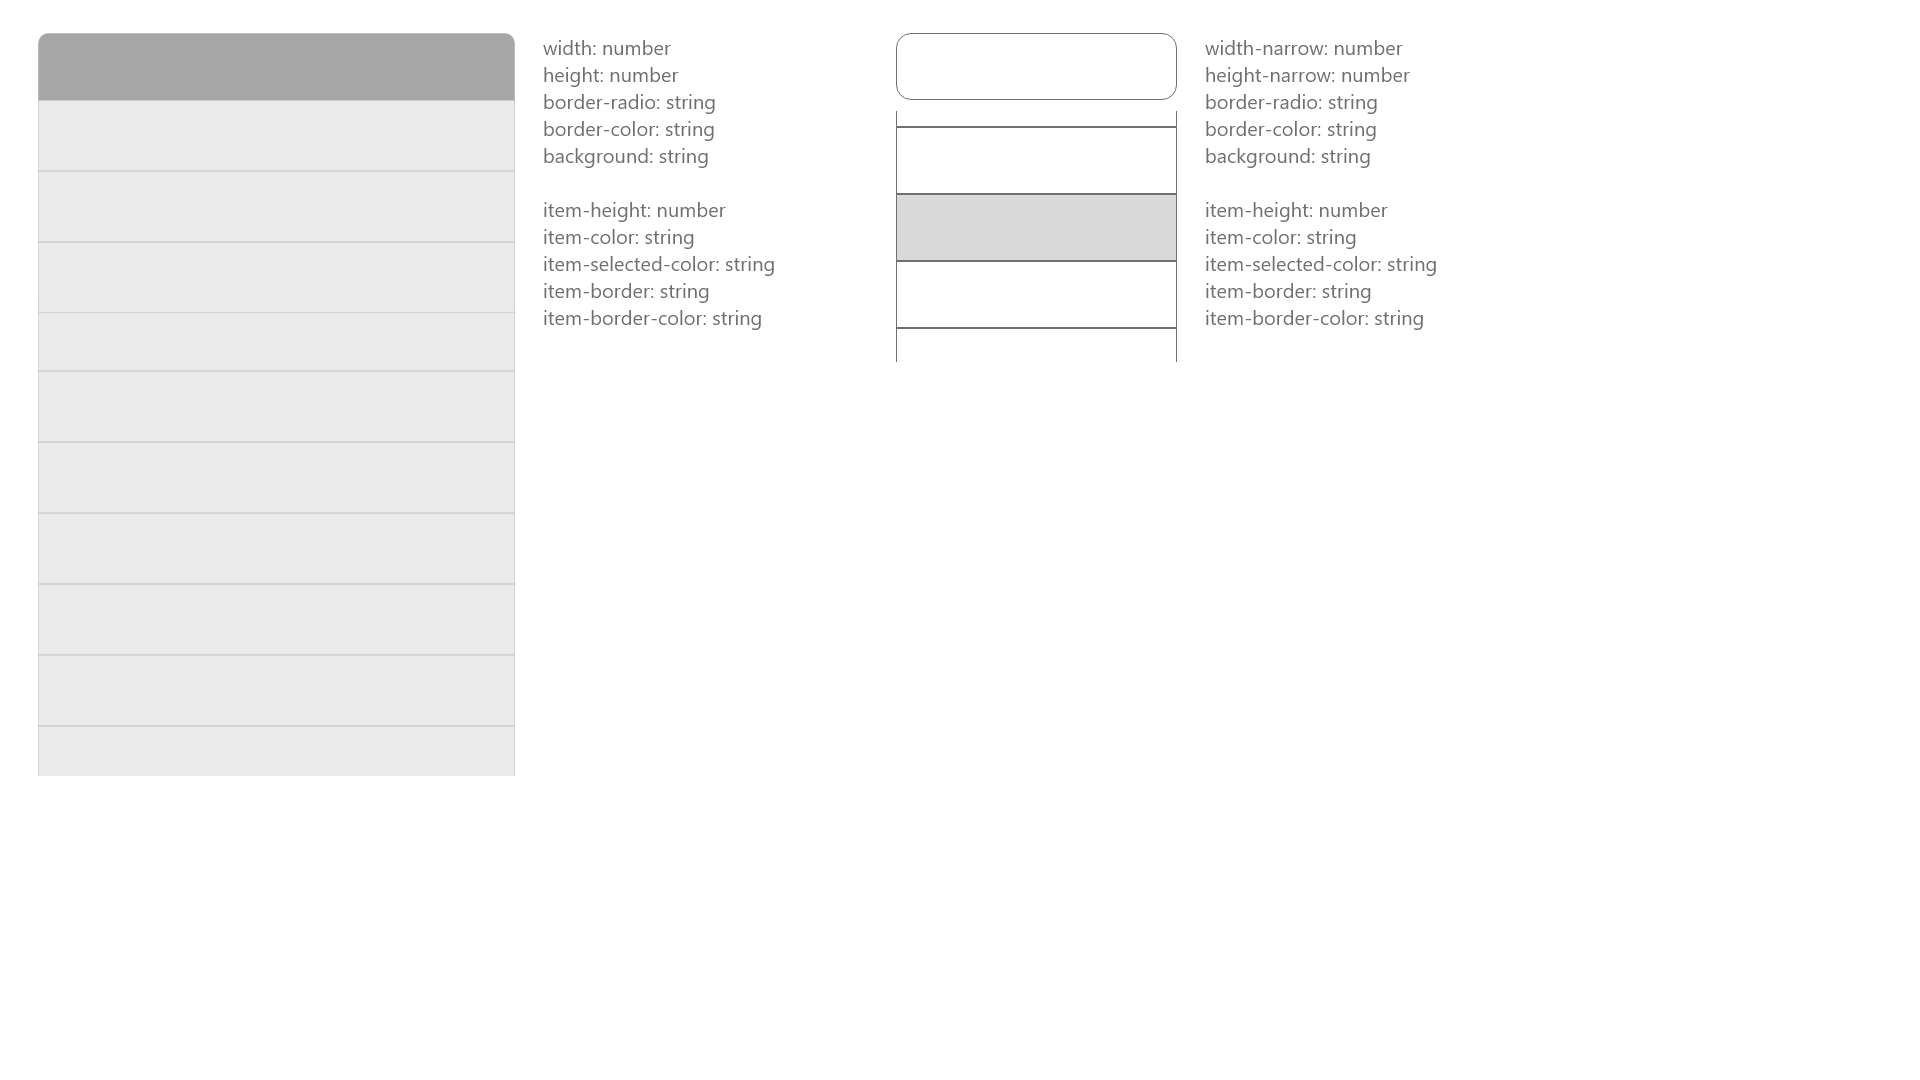 width: number
height: number
border-radio: string
border-color: string
background: string
item-height: number
item-color: string
item-selected-color: string
item-border: string
item-border-color: string
width-narrow: number
height-narrow: number
border-radio: string
border-color: string
background: string
item-height: number
item-color: string
item-selected-color: string
item-border: string
item-border-color: string